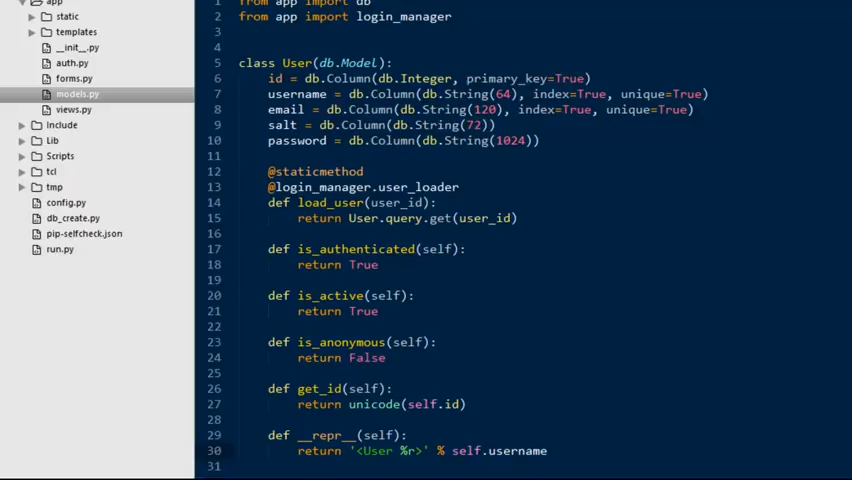 app
static
templates
__init__.py
auth.py
forms.py
models.py
views.py
Include
Lib
Scripts
tcl
tmp
config.py
db_create.py
pip-selfcheck.json
run.py
1 from app import db
2 from app import login_manager
3
4
5 class User(db.Model):
6 id = db.Column(db.Integer, primary_key=True)
7 username = db.Column(db.String(64), index=True, unique=True)
8 email = db.Column(db.String(120), index=True, unique=True)
9 salt = db.Column(db.String(72))
10 password = db.Column(db.String(1024))
11
12 @staticmethod
13 @login_manager.user_loader
14 def load_user(user_id):
15 return User.query.get(user_id)
16
17 def is_authenticated(self):
18 return True
19
20 def is_active(self):
21 return True
22
23 def is_anonymous(self):
24 return False
25
26 def get_id(self):
27 return unicode(self.id)
28
29 def __repr__(self):
30 return '<User %r>' % self.username
31